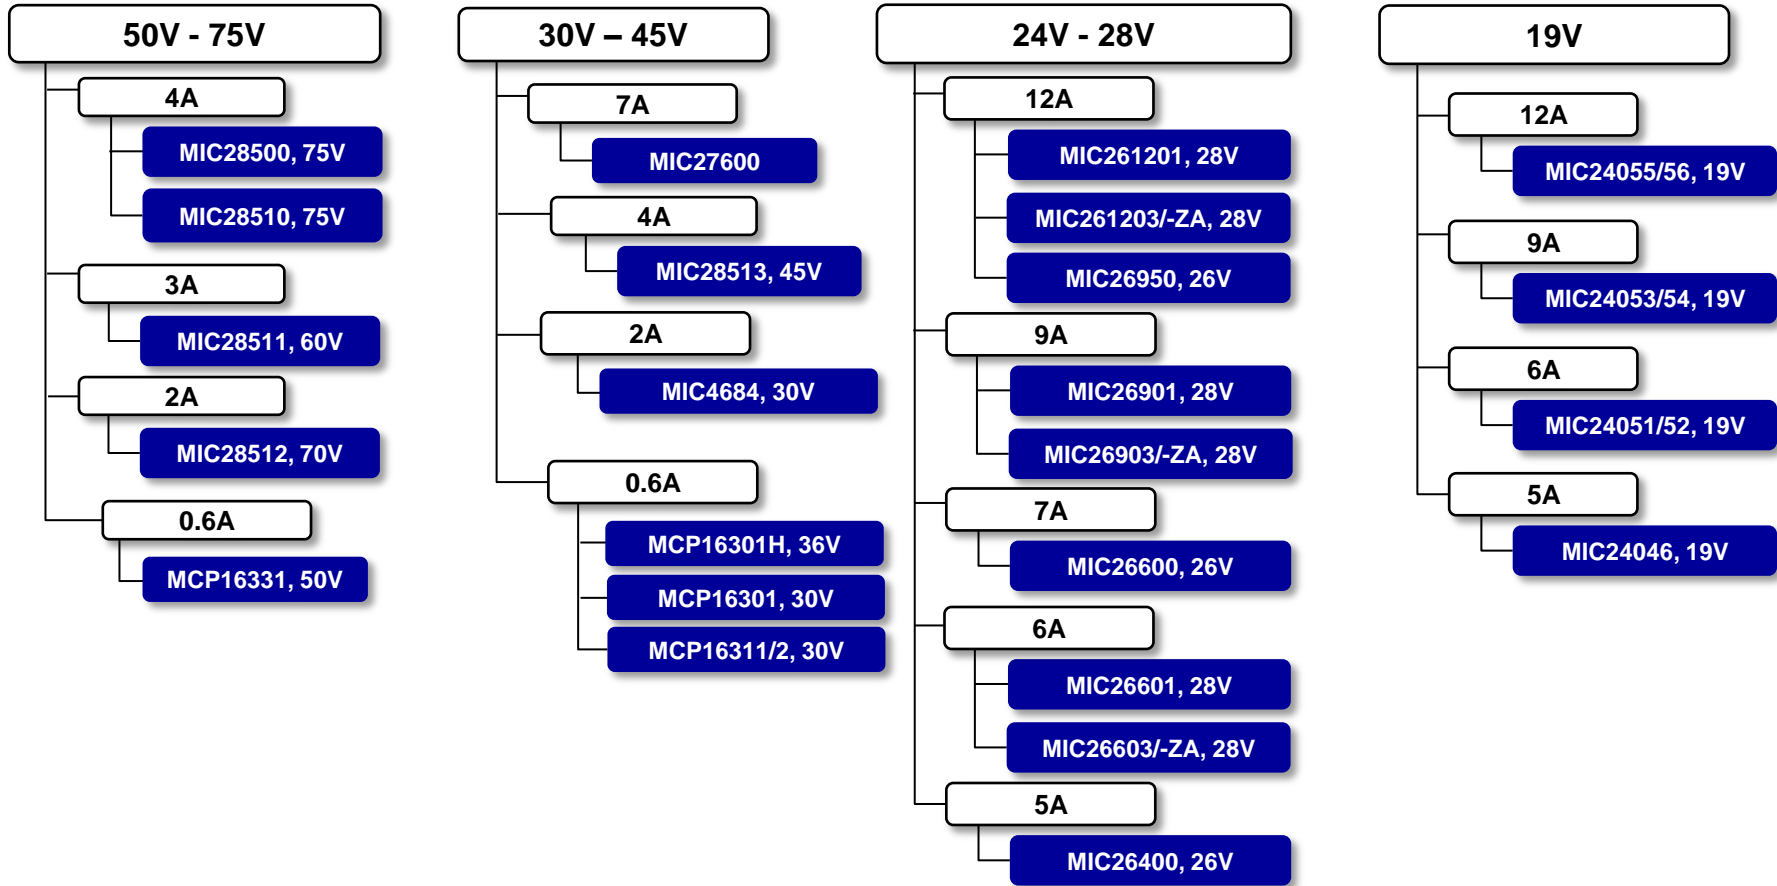 50V - 75V
4A
MIC28500, 75V
MIC28510, 75V
3A
MIC28511, 60V
2A
MIC28512, 70V
0.6A
MCP16331, 50V
30V – 45V
7A
MIC27600
4A
MIC28513, 45V
2A
MIC4684, 30V
0.6A
MCP16301H, 36V
MCP16301, 30V
MCP16311/2, 30V
24V - 28V
12A
MIC261201, 28V
MIC261203/-ZA, 28V
MIC26950, 26V
9A
MIC26901, 28V
MIC26903/-ZA, 28V
7A
MIC26600, 26V
6A
MIC26601, 28V
MIC26603/-ZA, 28V
5A
MIC26400, 26V
19V
12A
MIC24055/56, 19V
9A
MIC24053/54, 19V
6A
MIC24051/52, 19V
5A
MIC24046, 19V